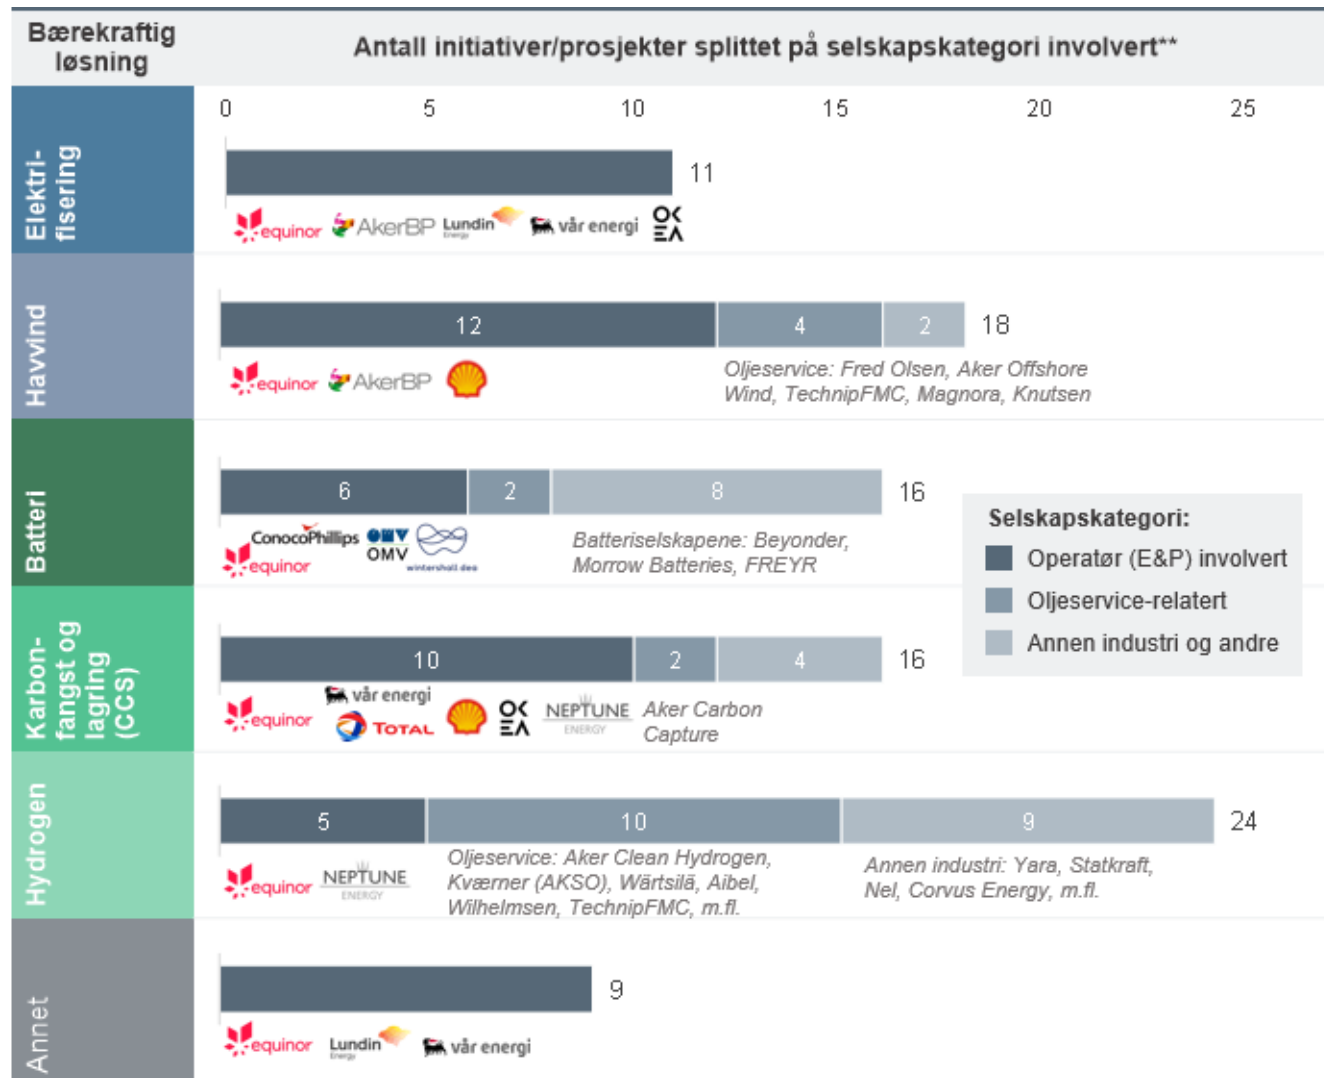 Bærekraftig
løsning
Antall initiativer/prosjekter splittet på selskapskategori involvert**
0 5 10 15 20 25
Elektri-
fisering
11
equinor AkerBP Lundin Energy vår energi OKEA
Havvind
12 4 2 18
equinor AkerBP
Oljeservice: Fred Olsen, Aker Offshore
Wind, TechnipFMC, Magnora, Knutsen
Batteri
6 2 8 16
ConocoPhillips OMV
equinor OMV wintershall dea
Batteriselskapene: Beyonder,
Morrow Batteries, FREYR
Selskapskategori:
Operatør (E&P) involvert
Oljeservice-relatert
Annen industri og andre
Karbon-
fangst og
lagring
(CCS)
10 2 4 16
vår energi
equinor TOTAL OKEA NEPTUNE ENERGY
Aker Carbon
Capture
Hydrogen
5 10 9 24
equinor NEPTUNE ENERGY
Oljeservice: Aker Clean Hydrogen,
Kværner (AKSO), Wärtsilä, Aibel,
Wilhelmsen, TechnipFMC, m.fl.
Annen industri: Yara, Statkraft,
Nel, Corvus Energy, m.fl.
Annet
9
equinor Lundin Energy vår energi